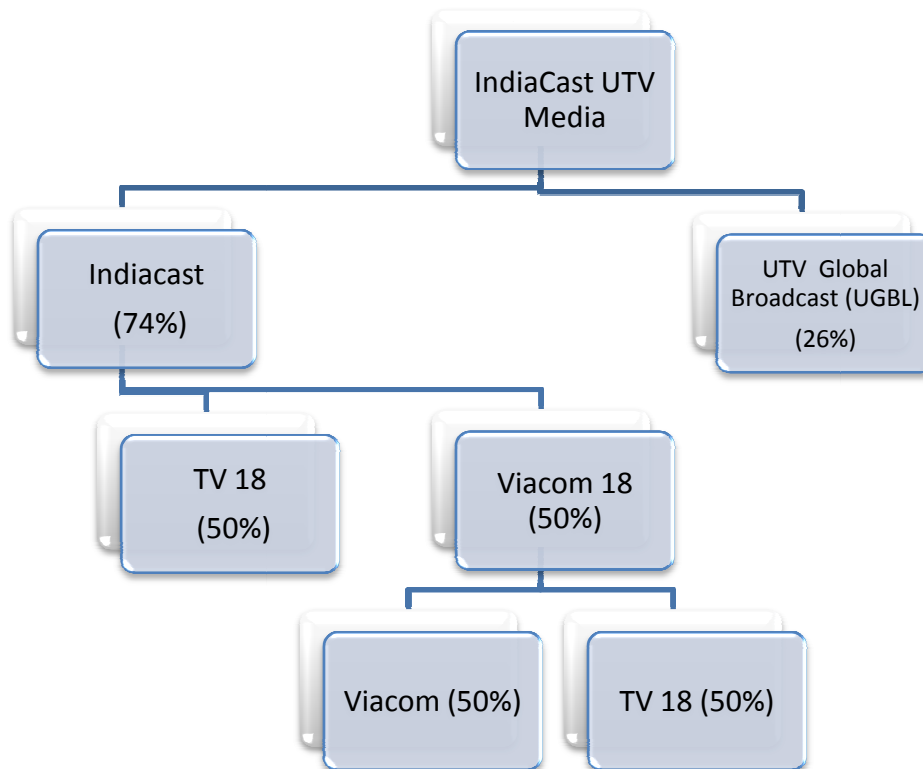 IndiaCast UTV
Media
Indiacast
(74%)
UTV Global
Broadcast (UGBL)
(26%)
TV 18
(50%)
Viacom 18
(50%)
Viacom (50%)
TV 18 (50%)